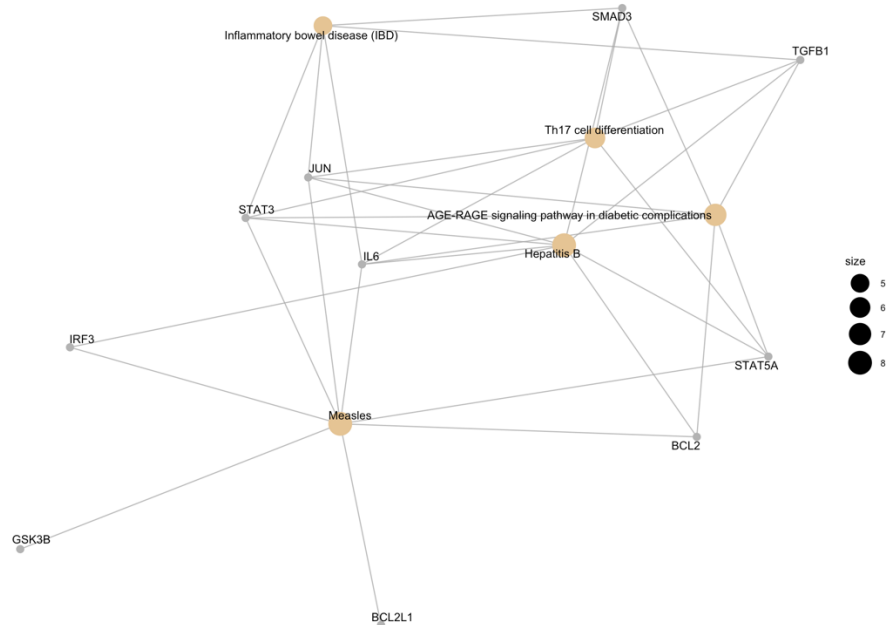 SMAD3
Inflammatory bowel disease (IBD)
TGFB1
Th17 cell differentiation
JUN
STAT3
AGE-RAGE signaling pathway in diabetic complications
IL6
Hepatitis B
size
5
6
7
8
IRF3
STAT5A
Measles
BCL2
GSK3B
BCL2L1